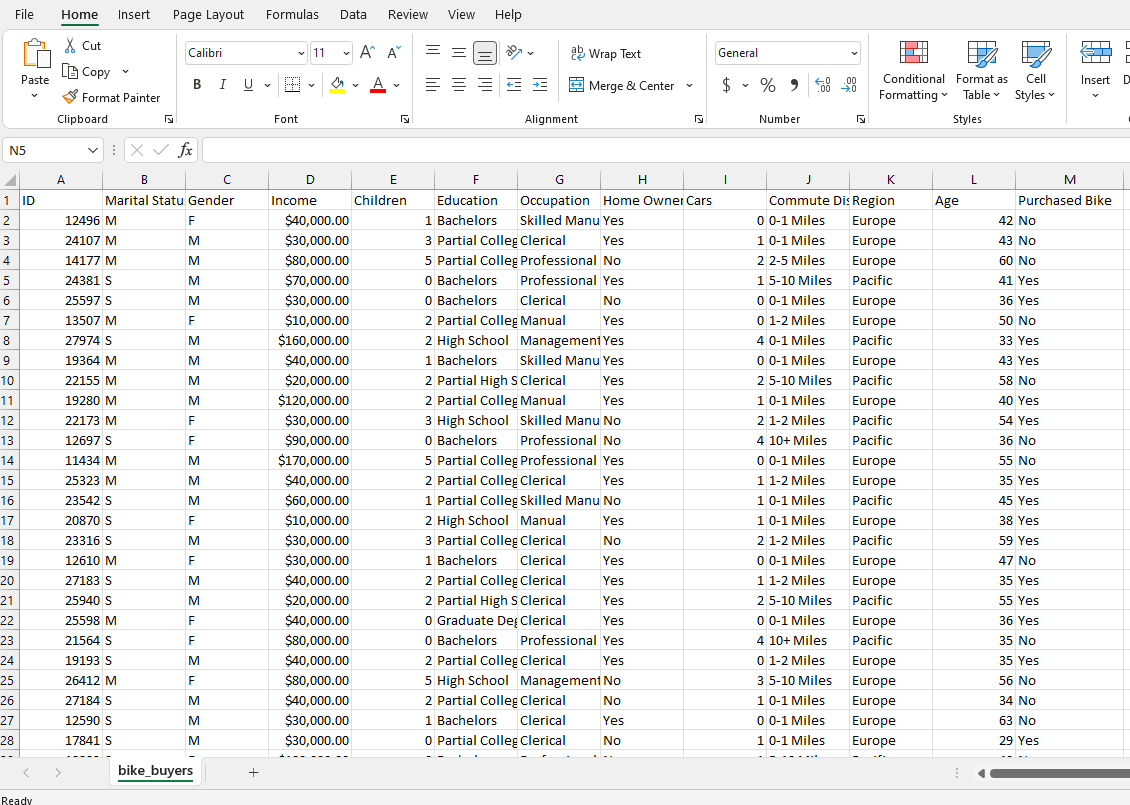 File Home Insert Page Layout Formulas Data Review View Help
Cut
Calibri 11 A^ A˅ ab Wrap Text General
Paste Copy Conditional Format as Cell Insert
Formatting Table Styles
Format Painter B I U A Merge & Center $ % 9 .00
Clipboard Font Alignment Number Styles
N5 fx
A B C D E F G H I J K L M
1 ID Marital Statu Gender Income Children Education Occupation Home Owner Cars Commute Dis Region Age Purchased Bike
2 12496 M F $40,000.00 1 Bachelors Skilled Manu Yes 0 0-1 Miles Europe 42 No
3 24107 M M $30,000.00 3 Partial Colleg Clerical Yes 1 0-1 Miles Europe 43 No
4 14177 M M $80,000.00 5 Partial Colleg Professional No 2 2-5 Miles Europe 60 No
5 24381 S M $70,000.00 0 Bachelors Professional Yes 1 5-10 Miles Pacific 41 Yes
6 25597 S M $30,000.00 0 Bachelors Clerical No 0 0-1 Miles Europe 36 Yes
7 13507 M F $10,000.00 2 Partial Colleg Manual Yes 0 1-2 Miles Europe 50 No
8 27974 S M $160,000.00 2 High School Management Yes 4 0-1 Miles Pacific 33 Yes
9 19364 M M $40,000.00 1 Bachelors Skilled Manu Yes 0 0-1 Miles Europe 43 Yes
10 22155 M M $20,000.00 2 Partial High S Clerical Yes 2 5-10 Miles Pacific 58 No
11 19280 M M $120,000.00 2 Partial Colleg Manual Yes 1 0-1 Miles Europe 40 Yes
12 22173 M F $30,000.00 3 High School Skilled Manu No 2 1-2 Miles Pacific 54 Yes
13 12697 S F $90,000.00 0 Bachelors Professional No 4 10+ Miles Pacific 36 No
14 11434 M M $170,000.00 5 Partial Colleg Professional Yes 0 0-1 Miles Europe 55 No
15 25323 M M $40,000.00 2 Partial Colleg Clerical Yes 1 1-2 Miles Europe 35 Yes
16 23542 S M $60,000.00 1 Partial Colleg Skilled Manu No 1 0-1 Miles Pacific 45 Yes
17 20870 S F $10,000.00 2 High School Manual Yes 1 0-1 Miles Europe 38 Yes
18 23316 S M $30,000.00 3 Partial Colleg Clerical No 2 1-2 Miles Pacific 59 Yes
19 12610 M F $30,000.00 1 Bachelors Clerical Yes 0 0-1 Miles Europe 47 No
20 27183 S M $40,000.00 2 Partial Colleg Clerical Yes 1 1-2 Miles Europe 35 Yes
21 25940 S M $20,000.00 2 Partial High S Clerical Yes 2 5-10 Miles Pacific 55 Yes
22 25598 M F $40,000.00 0 Graduate Deg Clerical Yes 0 0-1 Miles Europe 36 Yes
23 21564 S F $80,000.00 0 Bachelors Professional Yes 4 10+ Miles Pacific 35 No
24 19193 S M $40,000.00 2 Partial Colleg Clerical Yes 0 1-2 Miles Europe 35 Yes
25 26412 M F $80,000.00 5 High School Management No 3 5-10 Miles Europe 56 No
26 27184 S M $40,000.00 2 Partial Colleg Clerical No 1 0-1 Miles Europe 34 No
27 12590 S M $30,000.00 1 Bachelors Clerical Yes 0 0-1 Miles Europe 63 No
28 17841 S M $30,000.00 0 Partial Colleg Clerical No 1 0-1 Miles Europe 29 Yes
bike_buyers +
Ready